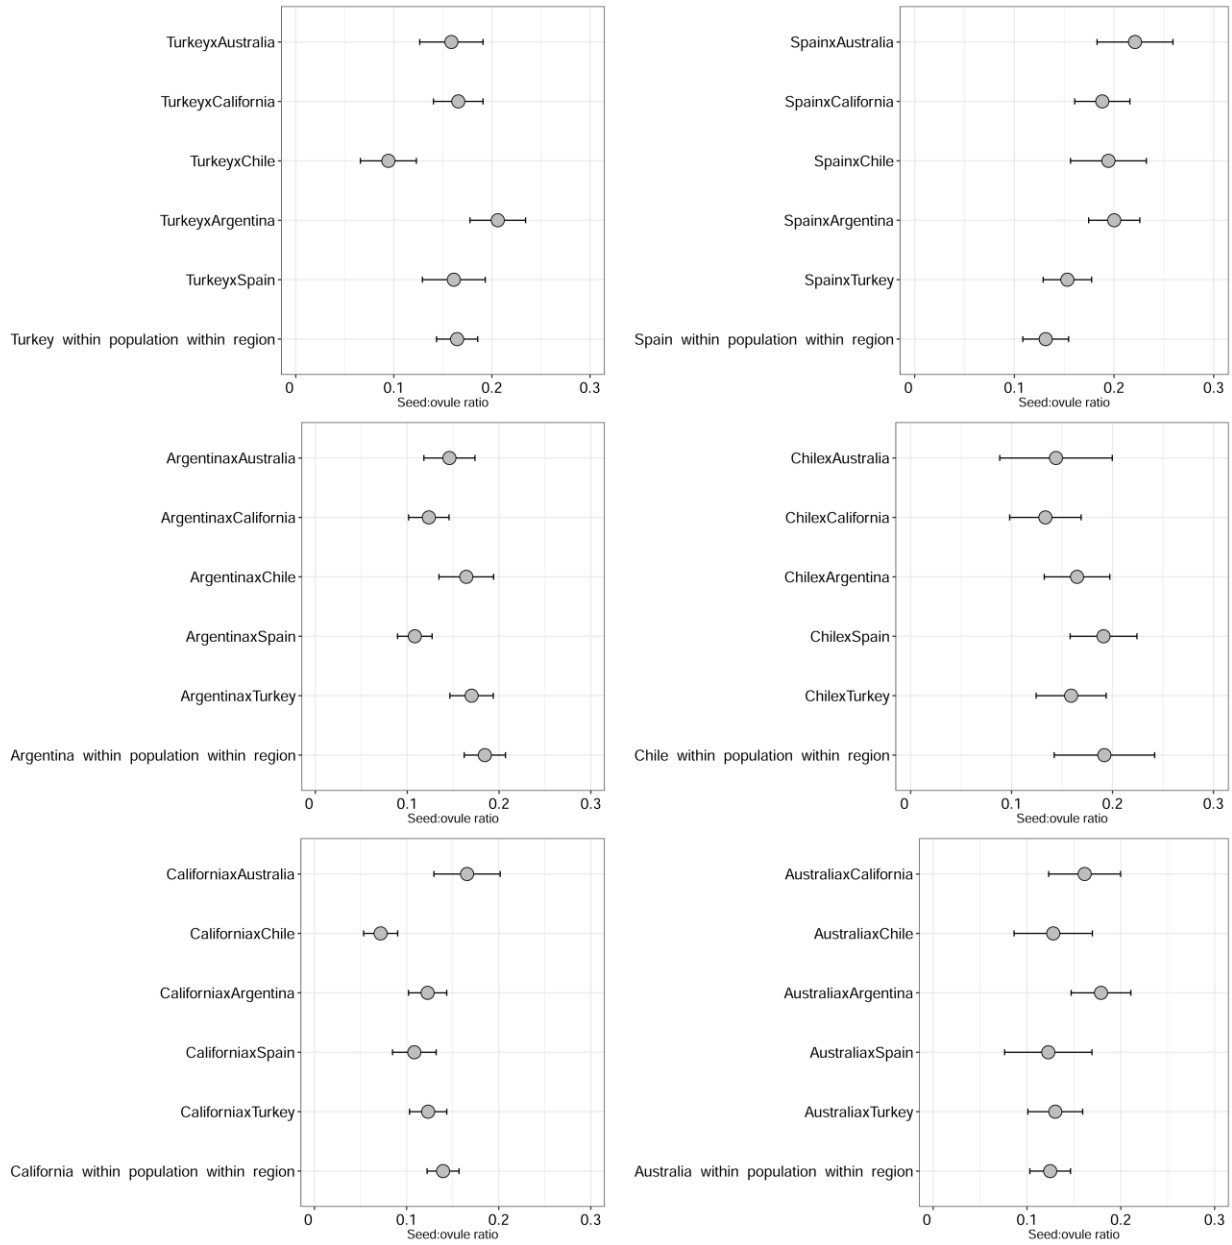 TurkeyxAustralia
TurkeyxCalifornia
TurkeyxChile
TurkeyxArgentina
TurkeyxSpain
Turkey within population within region
0 0.1 0.2 0.3
Seed:ovule ratio
SpainxAustralia
SpainxCalifornia
SpainxChile
SpainxArgentina
SpainxTurkey
Spain within population within region
0 0.1 0.2 0.3
Seed:ovule ratio
ArgentinaxAustralia
ArgentinaxCalifornia
ArgentinaxChile
ArgentinaxSpain
ArgentinaxTurkey
Argentina within population within region
0 0.1 0.2 0.3
Seed:ovule ratio
ChilexAustralia
ChilexCalifornia
ChilexArgentina
ChilexSpain
ChilexTurkey
Chile within population within region
0 0.1 0.2 0.3
Seed:ovule ratio
CaliforniaxAustralia
CaliforniaxChile
CaliforniaxArgentina
CaliforniaxSpain
CaliforniaxTurkey
California within population within region
0 0.1 0.2 0.3
Seed:ovule ratio
AustraliaxCalifornia
AustraliaxChile
AustraliaxArgentina
AustraliaxSpain
AustraliaxTurkey
Australia within population within region
0 0.1 0.2 0.3
Seed:ovule ratio